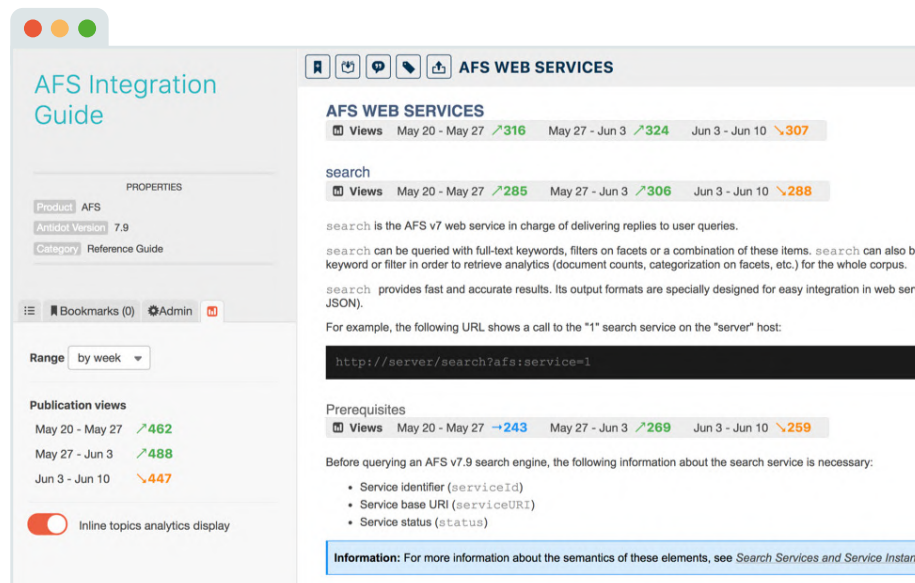 AFS Integration
Guide
PROPERTIES
Product AFS
Antidot Version 7.9
Category Reference Guide
Bookmarks (0) Admin
Range by week
Publication views
May 20 - May 27 ↗462
May 27 - Jun 3 ↗488
Jun 3 - Jun 10 ↘447
Inline topics analytics display
AFS WEB SERVICES
AFS WEB SERVICES
Views May 20 - May 27 ↗316 May 27 - Jun 3 ↗324 Jun 3 - Jun 10 ↘307
search
Views May 20 - May 27 ↗285 May 27 - Jun 3 ↗306 Jun 3 - Jun 10 ↘288
search is the AFS v7 web service in charge of delivering replies to user queries.
search can be queried with full-text keywords, filters on facets or a combination of these items. search can also b
keyword or filter in order to retrieve analytics (document counts, categorization on facets, etc.) for the whole corpus.
search provides fast and accurate results. Its output formats are specially designed for easy integration in web ser
JSON).
For example, the following URL shows a call to the "1" search service on the "server" host:
http://server/search?afs:service=1
Prerequisites
Views May 20 - May 27 →243 May 27 - Jun 3 ↗269 Jun 3 - Jun 10 ↘259
Before querying an AFS v7.9 search engine, the following information about the search service is necessary:
• Service identifier (serviceId)
• Service base URI (serviceURI)
• Service status (status)
Information: For more information about the semantics of these elements, see Search Services and Service Instan